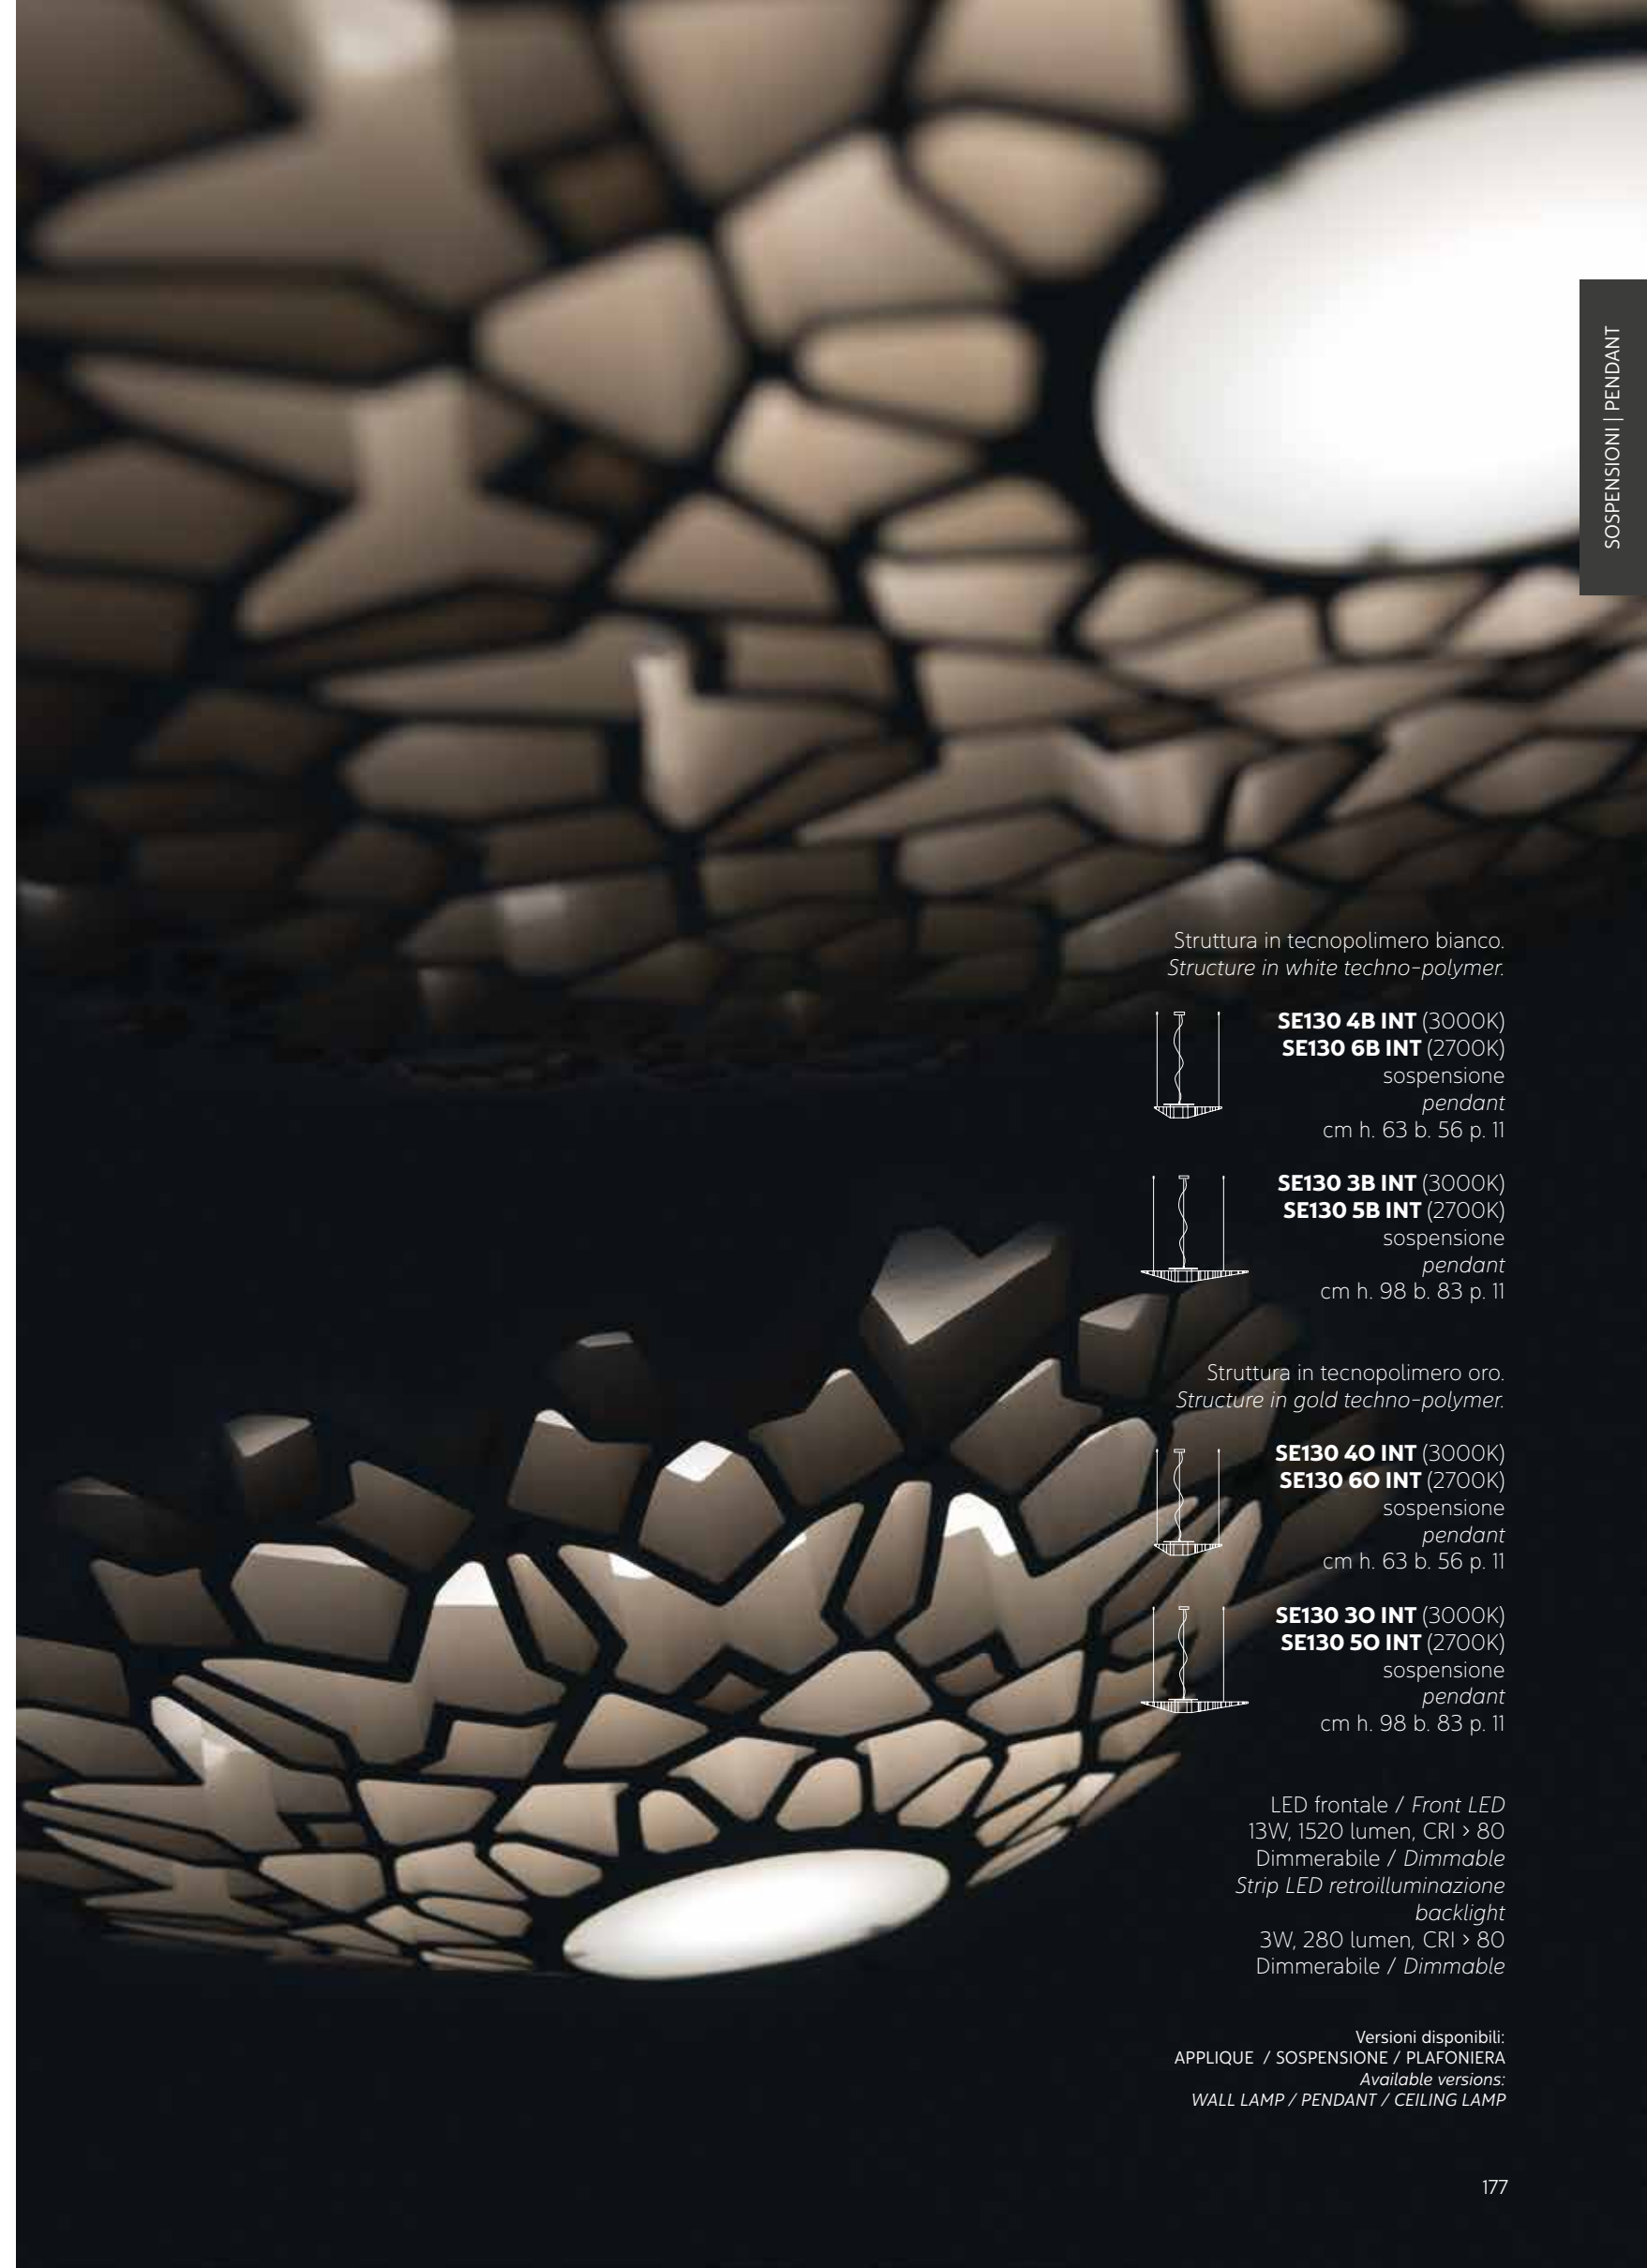 SOSPENSIONI | PENDANT
Struttura in tecnopolimero bianco.
Structure in white techno-polymer.
SE130 4B INT (3000K)
SE130 6B INT (2700K)
sospensione
pendant
cm h. 63 b. 56 p. 11
SE130 3B INT (3000K)
SE130 5B INT (2700K)
sospensione
pendant
cm h. 98 b. 83 p. 11
Struttura in tecnopolimero oro.
Structure in gold techno-polymer.
SE130 4O INT (3000K)
SE130 6O INT (2700K)
sospensione
pendant
cm h. 63 b. 56 p. 11
SE130 3O INT (3000K)
SE130 5O INT (2700K)
sospensione
pendant
cm h. 98 b. 83 p. 11
LED frontale / Front LED
13W, 1520 lumen, CRI > 80
Dimmerabile / Dimmable
Strip LED retroilluminazione
backlight
3W, 280 lumen, CRI > 80
Dimmerabile / Dimmable
Versioni disponibili:
APPLIQUE / SOSPENSIONE / PLAFONIERA
Available versions:
WALL LAMP / PENDANT / CEILING LAMP
177